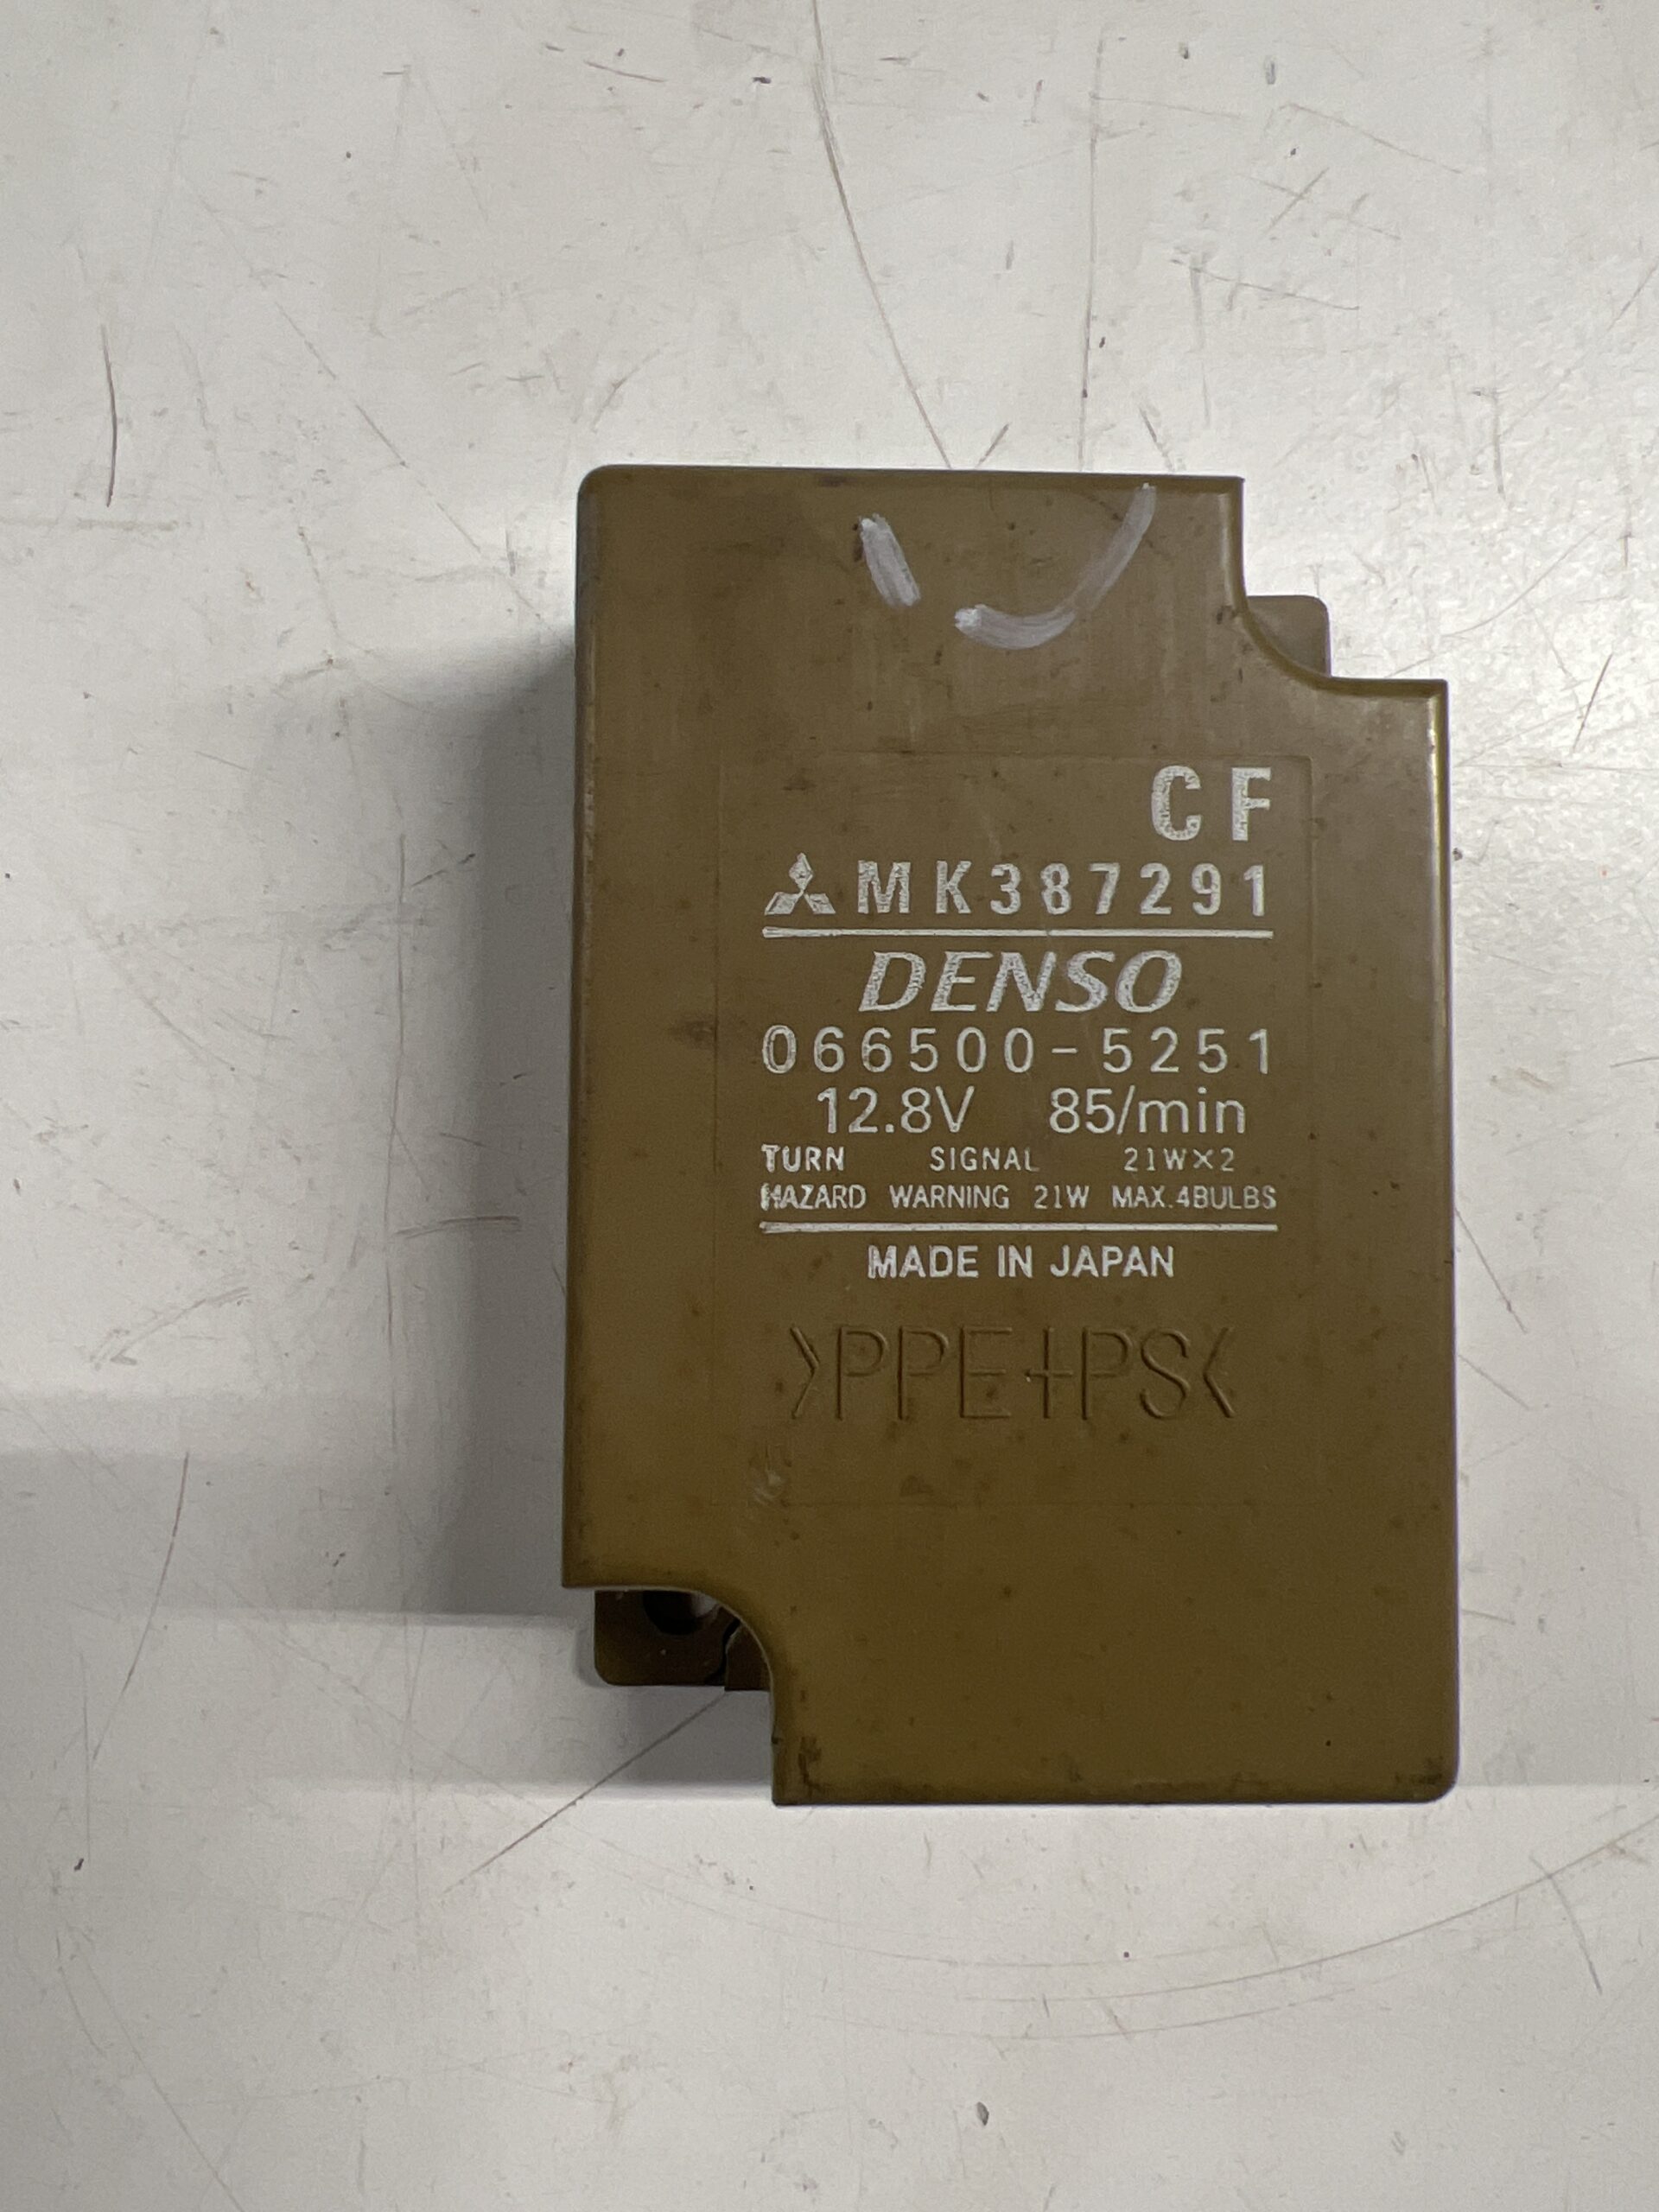 CF
MK387291
DENSO
066500-5251
12.8V 85/min
TURN SIGNAL 21W×2
HAZARD WARNING 21W MAX.4BULBS
MADE IN JAPAN
>PPE+PS<